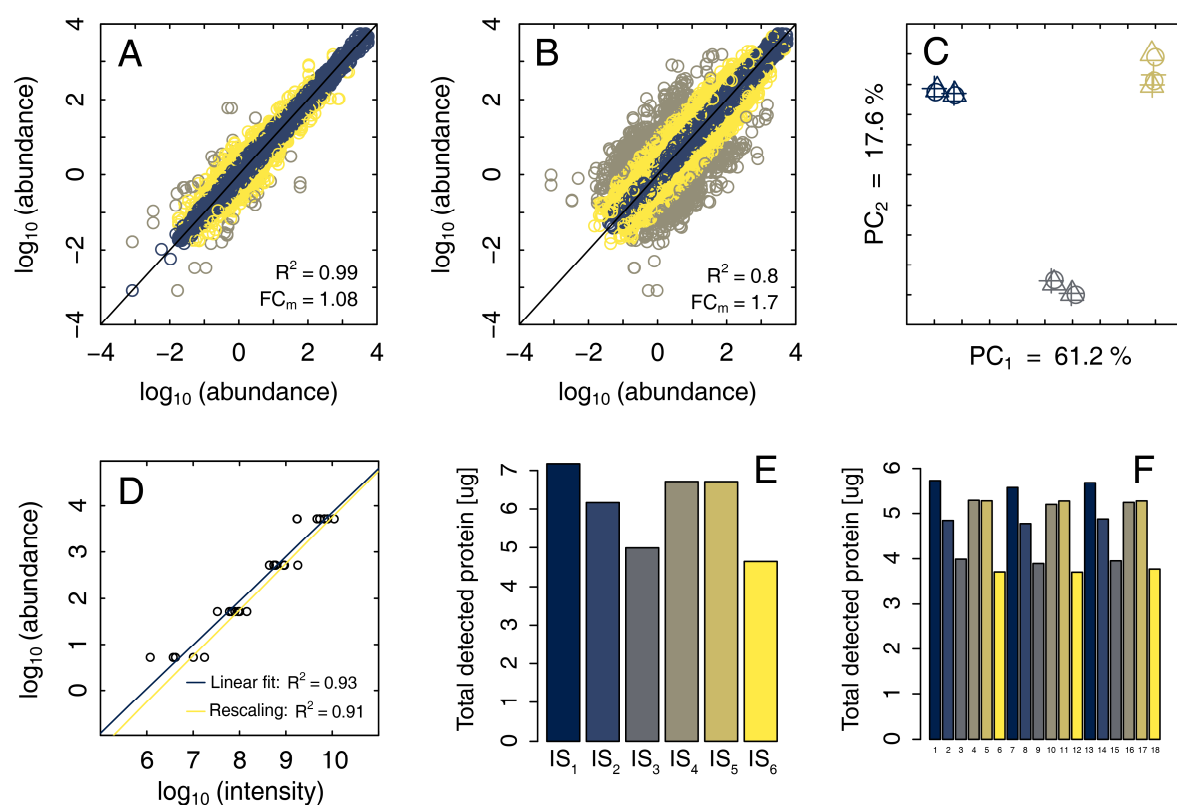 A
log₁₀ (abundance)
4
2
0
−2
−4
R² = 0.99
FCₘ = 1.08
−4 −2 0 2 4
log₁₀ (abundance)
B
log₁₀ (abundance)
4
2
0
−2
−4
R² = 0.8
FCₘ = 1.7
−4 −2 0 2 4
log₁₀ (abundance)
C
PC₂ = 17.6 %
PC₁ = 61.2 %
D
log₁₀ (abundance)
4
3
2
1
0
Linear fit: R² = 0.93
Rescaling: R² = 0.91
6 7 8 9 10
log₁₀ (intensity)
E
Total detected protein [ug]
7
6
5
4
3
2
1
0
IS₁ IS₂ IS₃ IS₄ IS₅ IS₆
F
Total detected protein [ug]
6
5
4
3
2
1
0
1 2 3 4 5 6 7 8 9 10 11 12 13 14 15 16 17 18